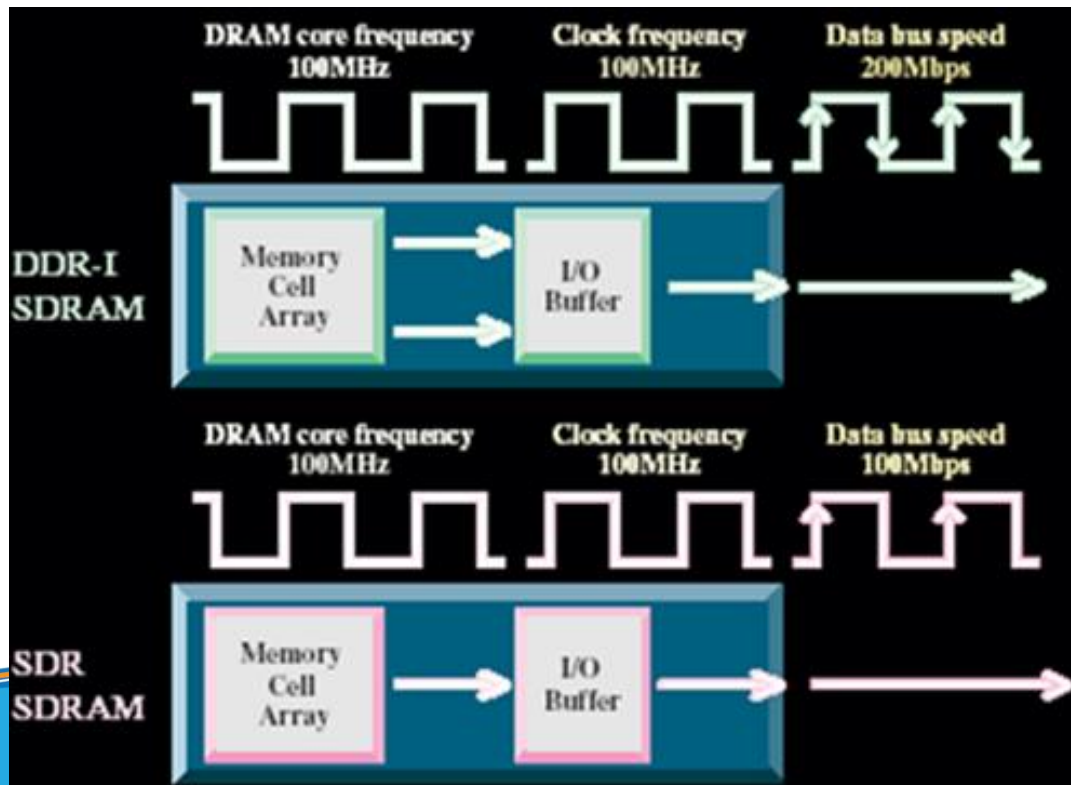 DRAM core frequency
100MHz
Clock frequency
100MHz
Data bus speed
200Mbps
DDR-I
SDRAM
Memory
Cell
Array
I/O
Buffer
DRAM core frequency
100MHz
Clock frequency
100MHz
Data bus speed
100Mbps
SDR
SDRAM
Memory
Cell
Array
I/O
Buffer